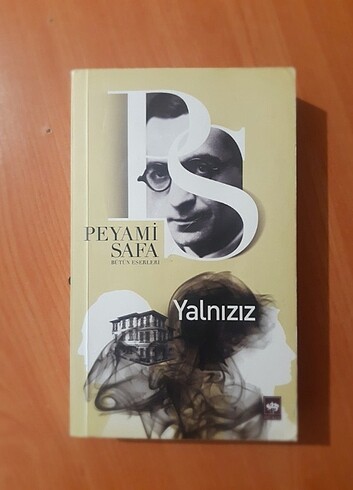 PS
PEYAMİ
SAFA
BÜTÜN ESERLERİ
Yalnızız